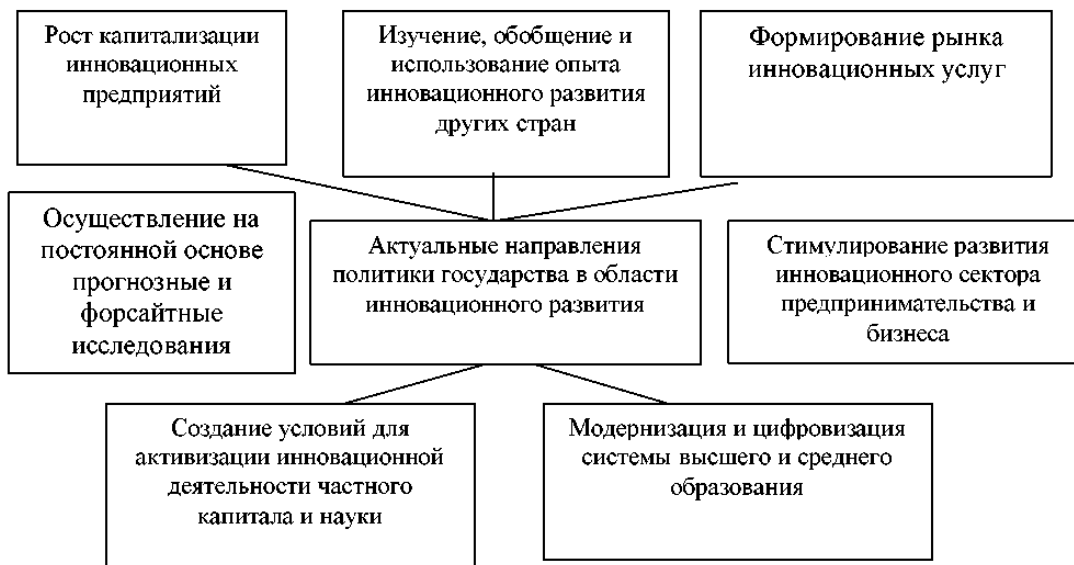 Рост капитализации
инновационных
предприятий
Изучение, обобщение и
использование опыта
инновационного развития
других стран
Формирование рынка
инновационных услуг
Осуществление на
постоянной основе
прогнозные и
форсайтные
исследования
Актуальные направления
политики государства в области
инновационного развития
Стимулирование развития
инновационного сектора
предпринимательства и
бизнеса
Создание условий для
активизации инновационной
деятельности частного
капитала и науки
Модернизация и цифровизация
системы высшего и среднего
образования